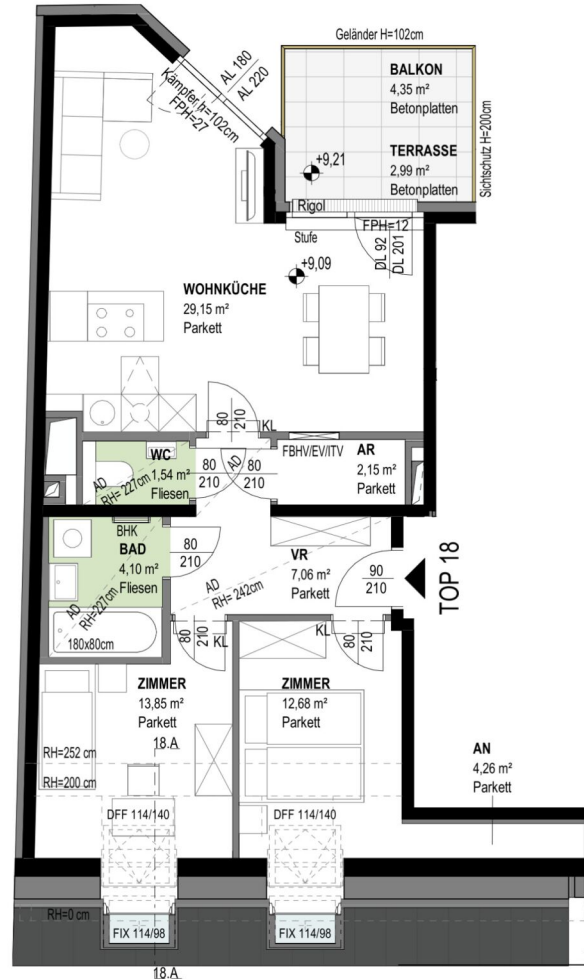 Geländer H=102cm
AL 180
AL 220
Kämpfer h=102cm
FPH=27
BALKON
4,35 m²
Betonplatten
TERRASSE
2,99 m²
Betonplatten
Sichtschutz H=200cm
+9,21
Rigol
Stufe
FPH=12
DL 92
DL 201
+9,09
WOHNKÜCHE
29,15 m²
Parkett
80
210
KL
FBHV/EV/ITV
WC
1,54 m²
Fliesen
AD
RH= 227cm
80
210
AD
80
210
AR
2,15 m²
Parkett
BHK
BAD
4,10 m²
Fliesen
AD
RH=227cm
180x80cm
80
210
AD
RH= 242cm
VR
7,06 m²
Parkett
90
210
TOP 18
80
210
KL
KL
80
210
ZIMMER
13,85 m²
Parkett
18.A
ZIMMER
12,68 m²
Parkett
AN
4,26 m²
Parkett
RH=252 cm
RH=200 cm
DFF 114/140
DFF 114/140
RH=0 cm
FIX 114/98
FIX 114/98
18.A